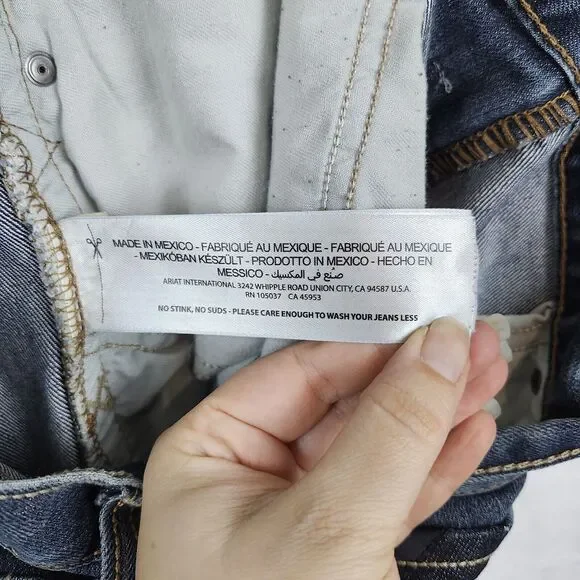 MADE IN MEXICO - FABRIQUÉ AU MEXIQUE - FABRIQUÉ AU MEXIQUE
- MEXIKÓBAN KÉSZÜLT - PRODOTTO IN MEXICO - HECHO EN
MESSICO - صنع في المكسيك
ARIAT INTERNATIONAL 3242 WHIPPLE ROAD UNION CITY, CA 94587 U.S.A.
RN 105037 CA 45953
NO STINK, NO SUDS - PLEASE CARE ENOUGH TO WASH YOUR JEANS LESS